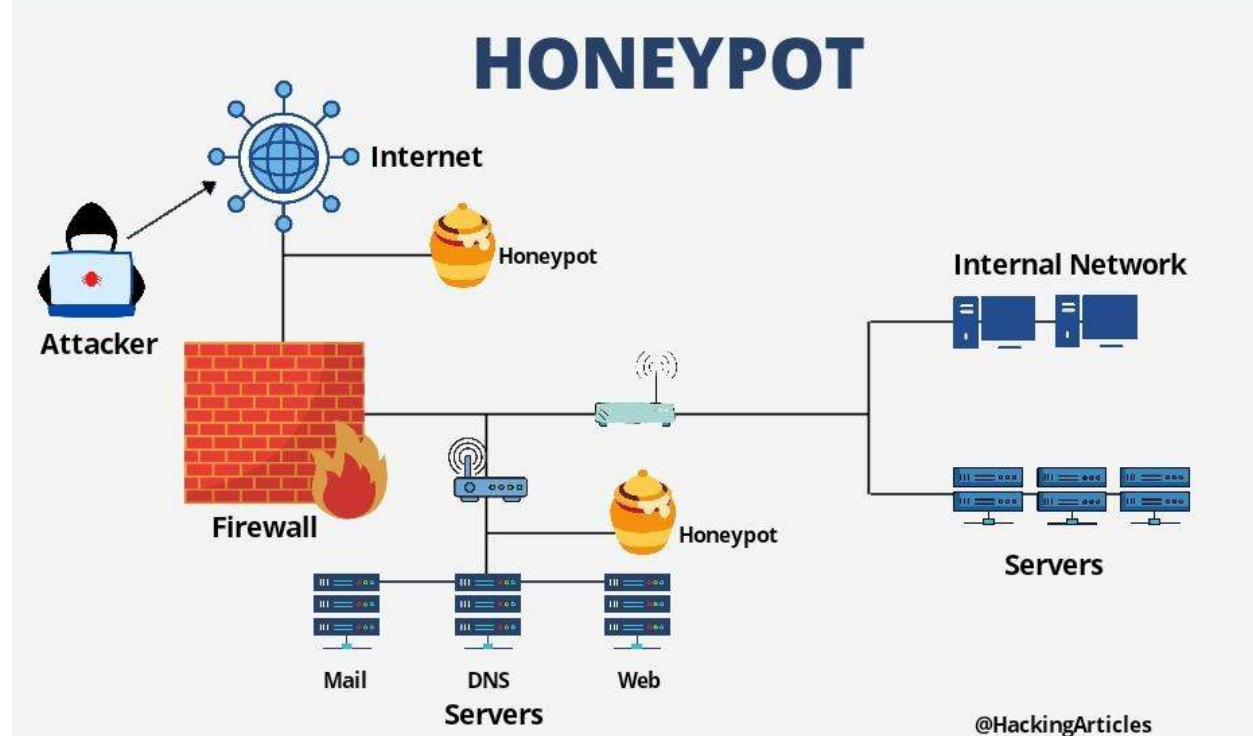 HONEYPOT
Internet
Honeypot
Attacker
Internal Network
Firewall
Honeypot
Servers
Mail
DNS
Web
Servers
@HackingArticles